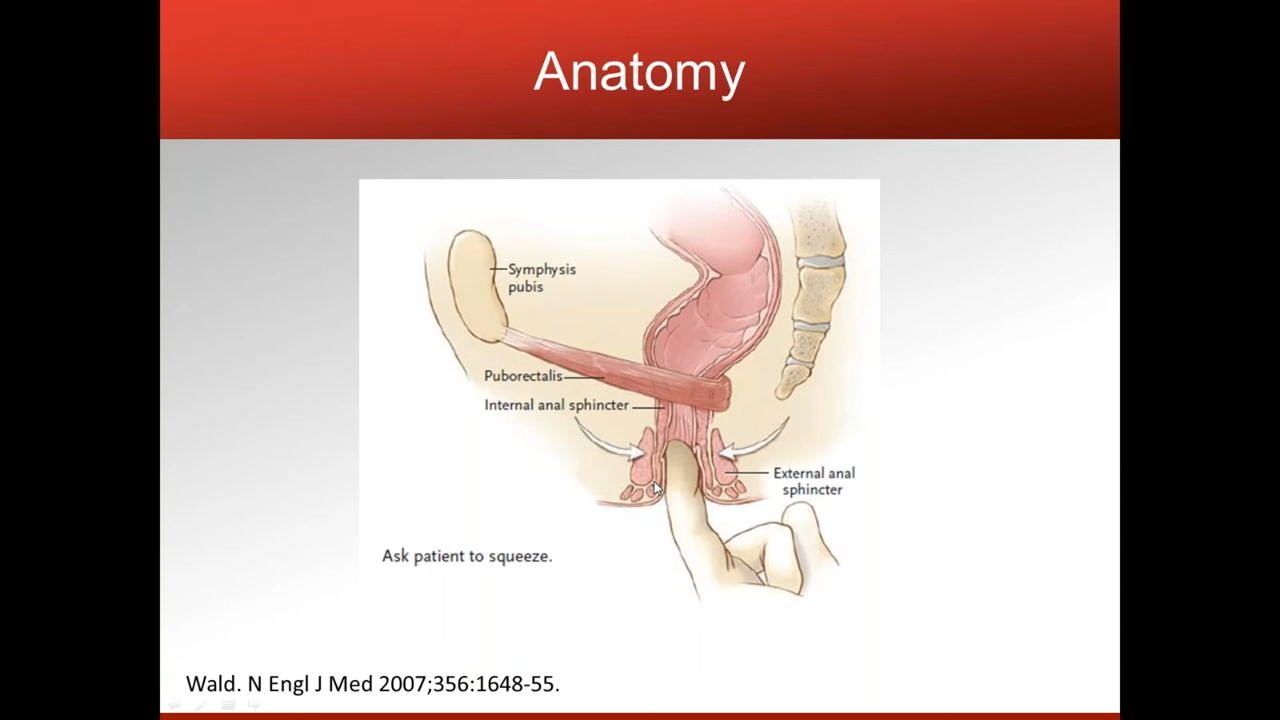 Anatomy
Symphysis
pubis
Puborectalis
Internal anal sphincter
External anal
sphincter
Ask patient to squeeze.
Wald. N Engl J Med 2007;356:1648-55.